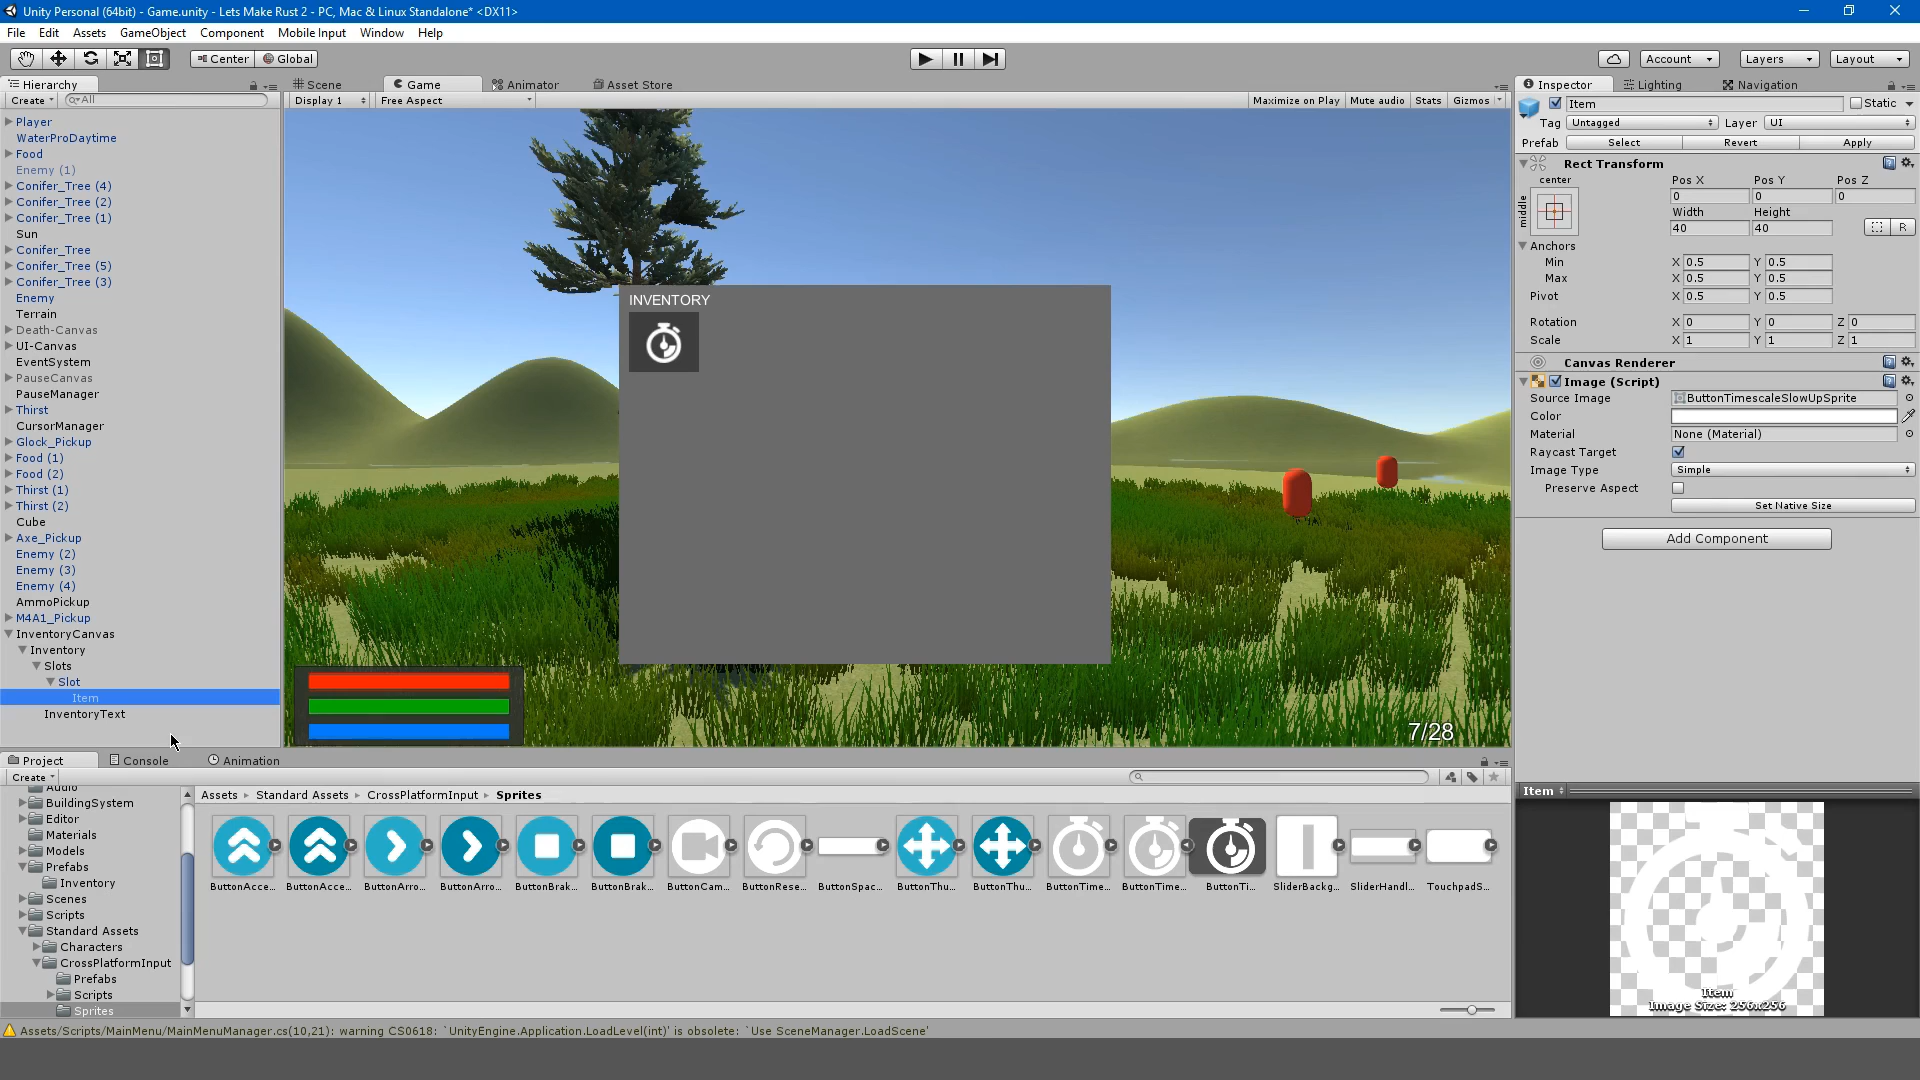 Unity Personal (64bit) - Game.unity - Lets Make Rust 2 - PC, Mac & Linux Standalone* <DX11>
File Edit Assets GameObject Component Mobile Input Window Help
Center Global Account Layers Layout
Hierarchy
Create All
Player
WaterProDaytime
Food
Enemy (1)
Conifer_Tree (4)
Conifer_Tree (2)
Conifer_Tree (1)
Sun
Conifer_Tree
Conifer_Tree (5)
Conifer_Tree (3)
Enemy
Terrain
Death-Canvas
UI-Canvas
EventSystem
PauseCanvas
PauseManager
Thirst
CursorManager
Glock_Pickup
Food (1)
Food (2)
Thirst (1)
Thirst (2)
Cube
Axe_Pickup
Enemy (2)
Enemy (3)
Enemy (4)
AmmoPickup
M4A1_Pickup
InventoryCanvas
Inventory
Slots
Slot
Item
InventoryText
Scene Game Animator Asset Store
Display 1 Free Aspect Maximize on Play Mute audio Stats Gizmos
INVENTORY
7/28
Inspector Lighting Navigation
Item Static
Tag Untagged Layer UI
Prefab Select Revert Apply
Rect Transform
center
middle
Pos X Pos Y Pos Z
0 0 0
Width Height
40 40
R
Anchors
Min X 0.5 Y 0.5
Max X 0.5 Y 0.5
Pivot X 0.5 Y 0.5
Rotation X 0 Y 0 Z 0
Scale X 1 Y 1 Z 1
Canvas Renderer
Image (Script)
Source Image ButtonTimescaleSlowUpSprite
Color
Material None (Material)
Raycast Target
Image Type Simple
Preserve Aspect
Set Native Size
Add Component
Item
Item
Image Size: 256x256
Project Console Animation
Create
Audio
BuildingSystem
Editor
Materials
Models
Prefabs
Inventory
Scenes
Scripts
Standard Assets
Characters
CrossPlatformInput
Prefabs
Scripts
Sprites
Assets Standard Assets CrossPlatformInput Sprites
ButtonAcce... ButtonAcce... ButtonArro... ButtonArro... ButtonBrak... ButtonBrak... ButtonCam... ButtonRese... ButtonSpac... ButtonThu... ButtonThu... ButtonTime... ButtonTime... ButtonTi... SliderBackg... SliderHandl... TouchpadS...
Assets/Scripts/MainMenu/MainMenuManager.cs(10,21): warning CS0618: `UnityEngine.Application.LoadLevel(int)' is obsolete: `Use SceneManager.LoadScene'